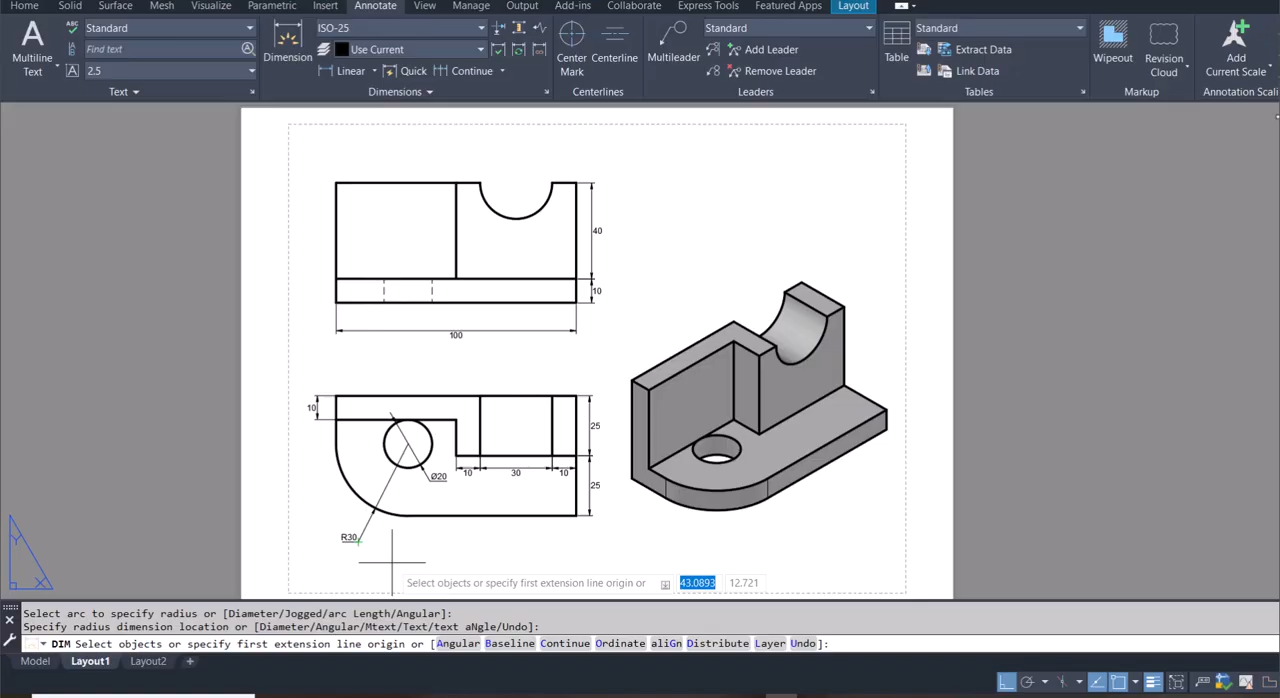 Home Solid Surface Mesh Visualize Parametric Insert Annotate View Manage Output Add-ins Collaborate Express Tools Featured Apps Layout
Multiline Text
Standard
Find text
2.5
Text
Dimension
ISO-25
Use Current
Linear Quick Continue
Dimensions
Center Mark
Centerline
Centerlines
Multileader
Standard
Add Leader
Remove Leader
Leaders
Table
Standard
Extract Data
Link Data
Tables
Wipeout
Revision Cloud
Markup
Add Current Scale
Annotation Scali
40
10
100
10
25
10 30 10
Ø20
25
R30
Y
X
Select objects or specify first extension line origin or 43.0893 12.721
Select arc to specify radius or [Diameter/Jogged/arc Length/Angular]:
Specify radius dimension location or [Diameter/Angular/Mtext/Text/text aNgle/Undo]:
DIM Select objects or specify first extension line origin or [Angular Baseline Continue Ordinate aliGn Distribute Layer Undo]:
Model Layout1 Layout2 +